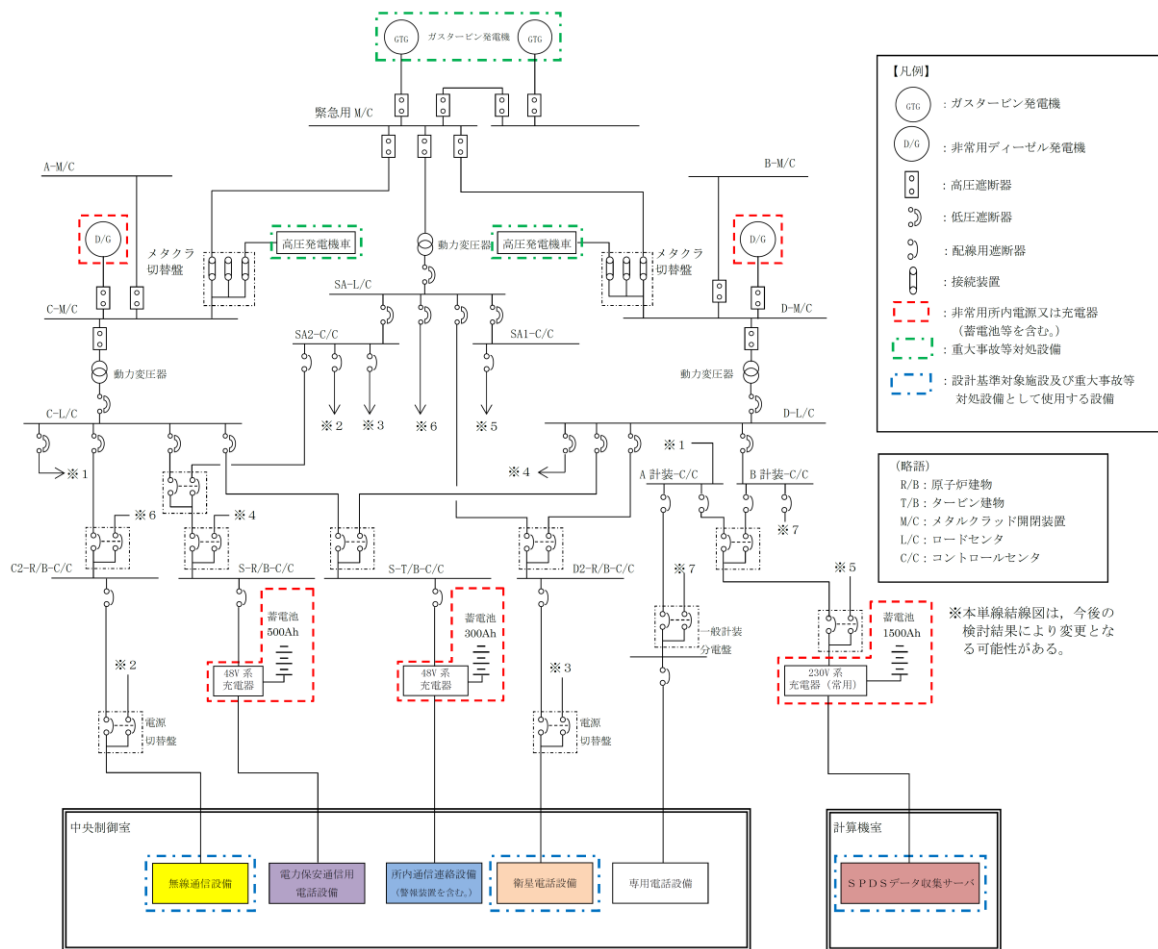 GTG
ガスタービン発電機
GTG
緊急用 M/C
A-M/C
B-M/C
D/G
高圧発電機車
動力変圧器
高圧発電機車
D/G
メタクラ
切替盤
メタクラ
切替盤
C-M/C
SA-L/C
D-M/C
SA2-C/C
SA1-C/C
動力変圧器
動力変圧器
C-L/C
※2
※3
※6
※5
D-L/C
※1
※4
※1
A 計装-C/C
B 計装-C/C
※6
※4
※7
C2-R/B-C/C
S-R/B-C/C
S-T/B-C/C
D2-R/B-C/C
※7
※5
蓄電池
500Ah
蓄電池
300Ah
一般計装
分電盤
蓄電池
1500Ah
※2
48V 系
充電器
48V 系
充電器
※3
230V 系
充電器（常用）
電源
切替盤
電源
切替盤
中央制御室
無線通信設備
電力保安通信用
電話設備
所内通信連絡設備
（警報装置を含む。）
衛星電話設備
専用電話設備
計算機室
ＳＰＤＳデータ収集サーバ
【凡例】
GTG
：ガスタービン発電機
D/G
：非常用ディーゼル発電機
：高圧遮断器
：低圧遮断器
：配線用遮断器
：接続装置
：非常用所内電源又は充電器
（蓄電池等を含む。）
：重大事故等対処設備
：設計基準対象施設及び重大事故等
対処設備として使用する設備
(略語)
R/B：原子炉建物
T/B：タービン建物
M/C：メタルクラッド開閉装置
L/C：ロードセンタ
C/C：コントロールセンタ
※本単線結線図は，今後の
検討結果により変更とな
る可能性がある。